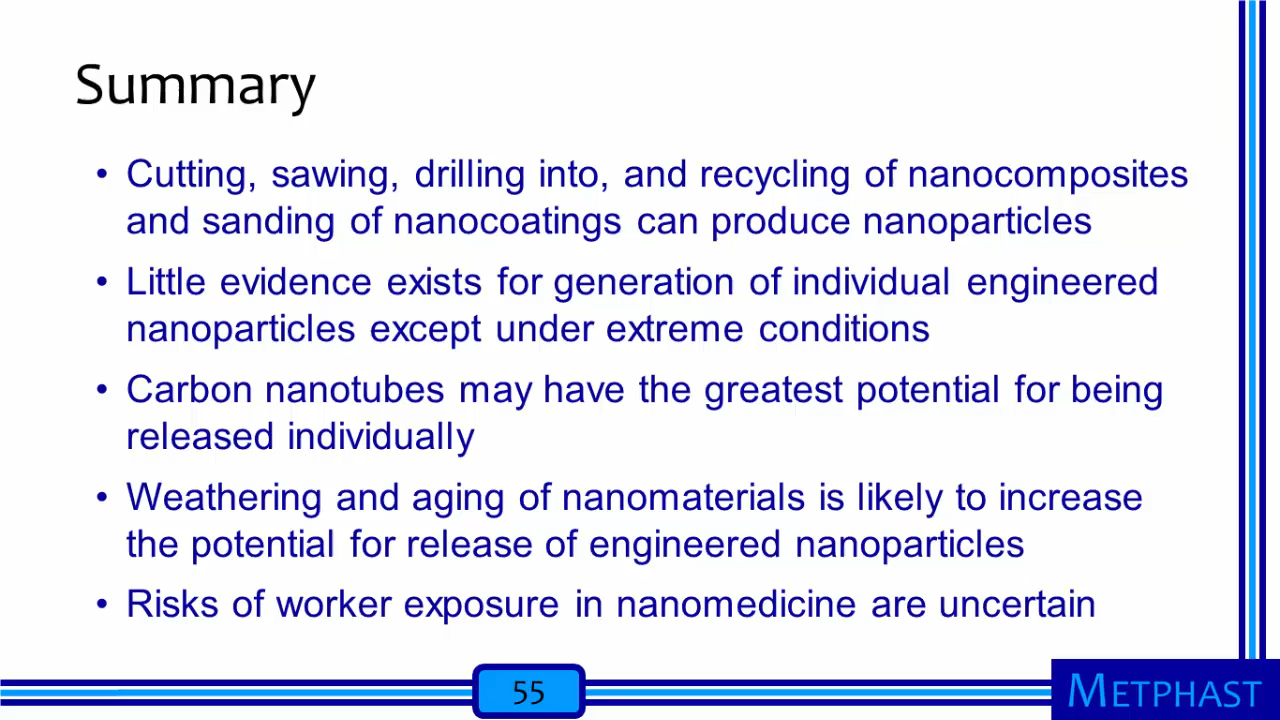 Summary
• Cutting, sawing, drilling into, and recycling of nanocomposites
and sanding of nanocoatings can produce nanoparticles
• Little evidence exists for generation of individual engineered
nanoparticles except under extreme conditions
• Carbon nanotubes may have the greatest potential for being
released individually
• Weathering and aging of nanomaterials is likely to increase
the potential for release of engineered nanoparticles
• Risks of worker exposure in nanomedicine are uncertain
55
METPHAST